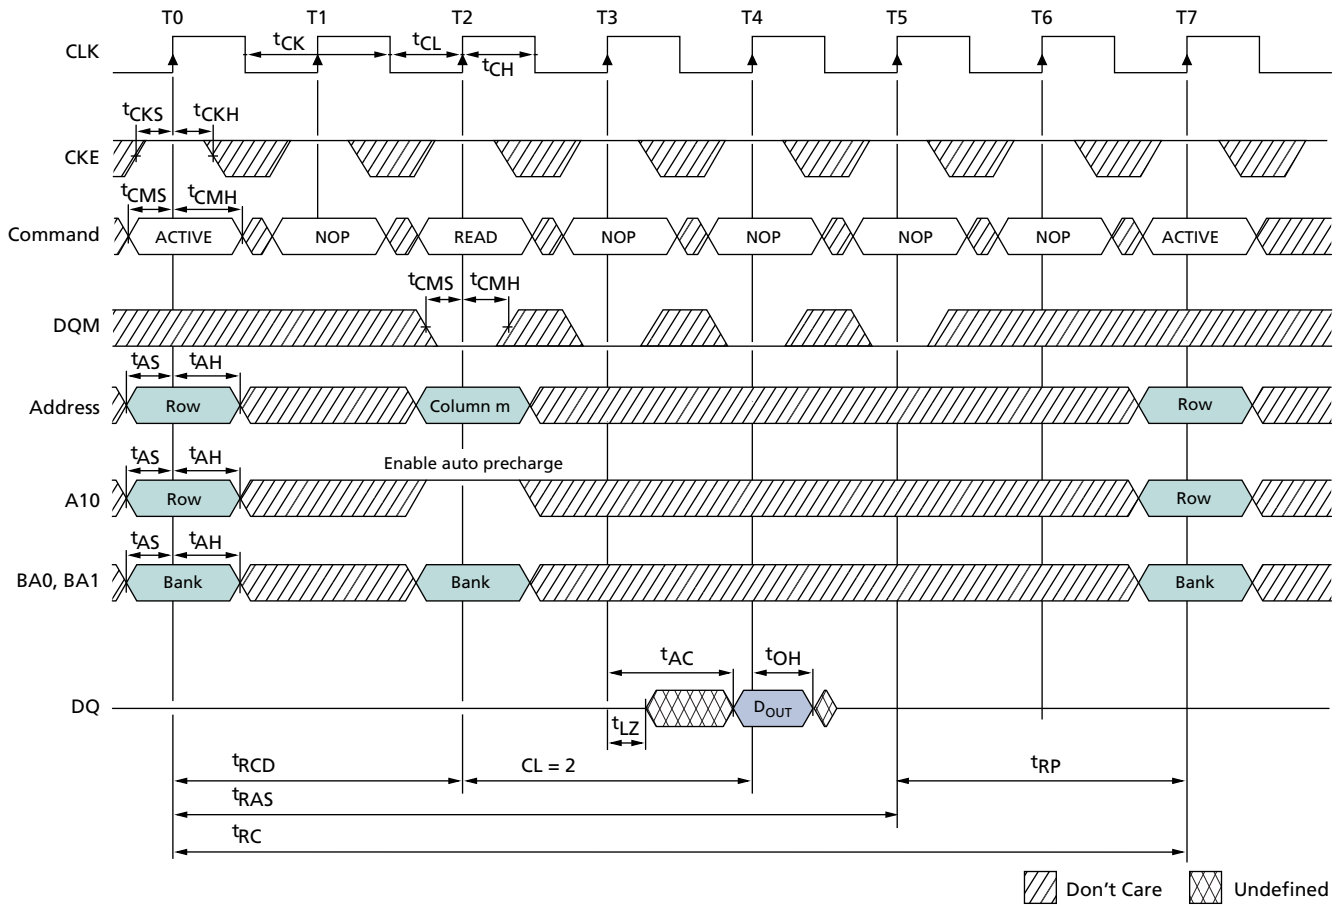 T0 T1 T2 T3 T4 T5 T6 T7
CLK
tCK tCL
tCH
tCKS tCKH
CKE
tCMS tCMH
Command ACTIVE NOP READ NOP NOP NOP NOP ACTIVE
tCMS tCMH
DQM
tAS tAH
Address Row Column m Row
tAS tAH
Enable auto precharge
A10 Row Row
tAS tAH
BA0, BA1 Bank Bank Bank
tAC tOH
DQ DOUT
tLZ
tRCD CL = 2 tRP
tRAS
tRC
Don't Care Undefined